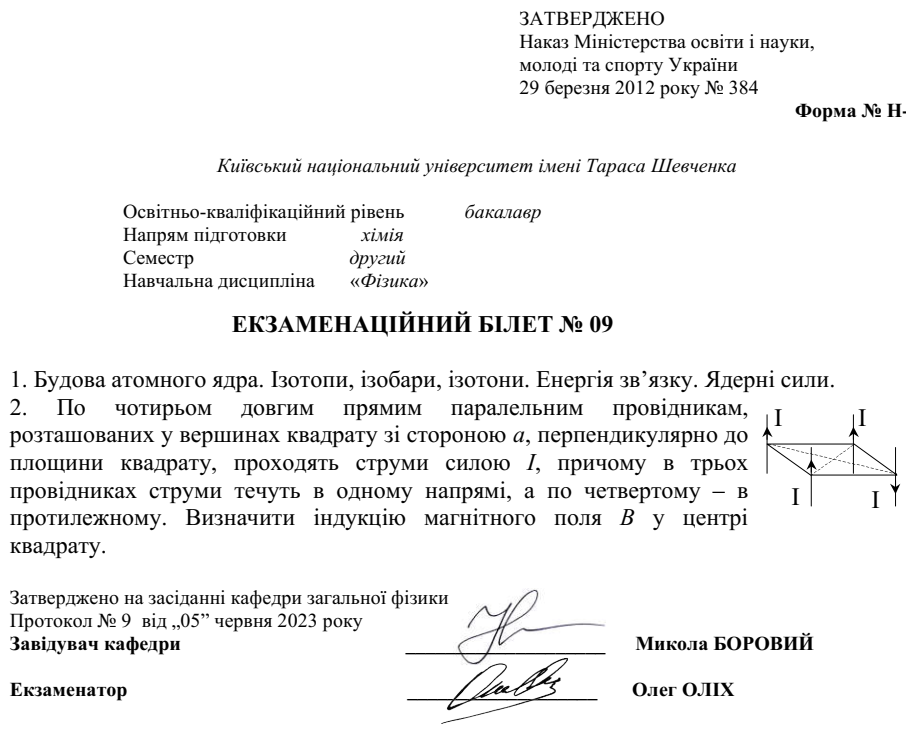 ЗАТВЕРДЖЕНО
Наказ Міністерства освіти і науки,
молоді та спорту України
29 березня 2012 року № 384
Форма № Н-
Київський національний університет імені Тараса Шевченка
Освітньо-кваліфікаційний рівень бакалавр
Напрям підготовки хімія
Семестр другий
Навчальна дисципліна «Фізика»
ЕКЗАМЕНАЦІЙНИЙ БІЛЕТ № 09
1. Будова атомного ядра. Ізотопи, ізобари, ізотони. Енергія зв’язку. Ядерні сили.
2. По чотирьом довгим прямим паралельним провідникам,
розташованих у вершинах квадрату зі стороною a, перпендикулярно до
площини квадрату, проходять струми силою I, причому в трьох
провідниках струми течуть в одному напрямі, а по четвертому – в
протилежному. Визначити індукцію магнітного поля B у центрі
квадрату.
I I
I I
Затверджено на засіданні кафедри загальної фізики
Протокол № 9 від „05” червня 2023 року
Завідувач кафедри Микола БОРОВИЙ
Екзаменатор Олег ОЛІХ